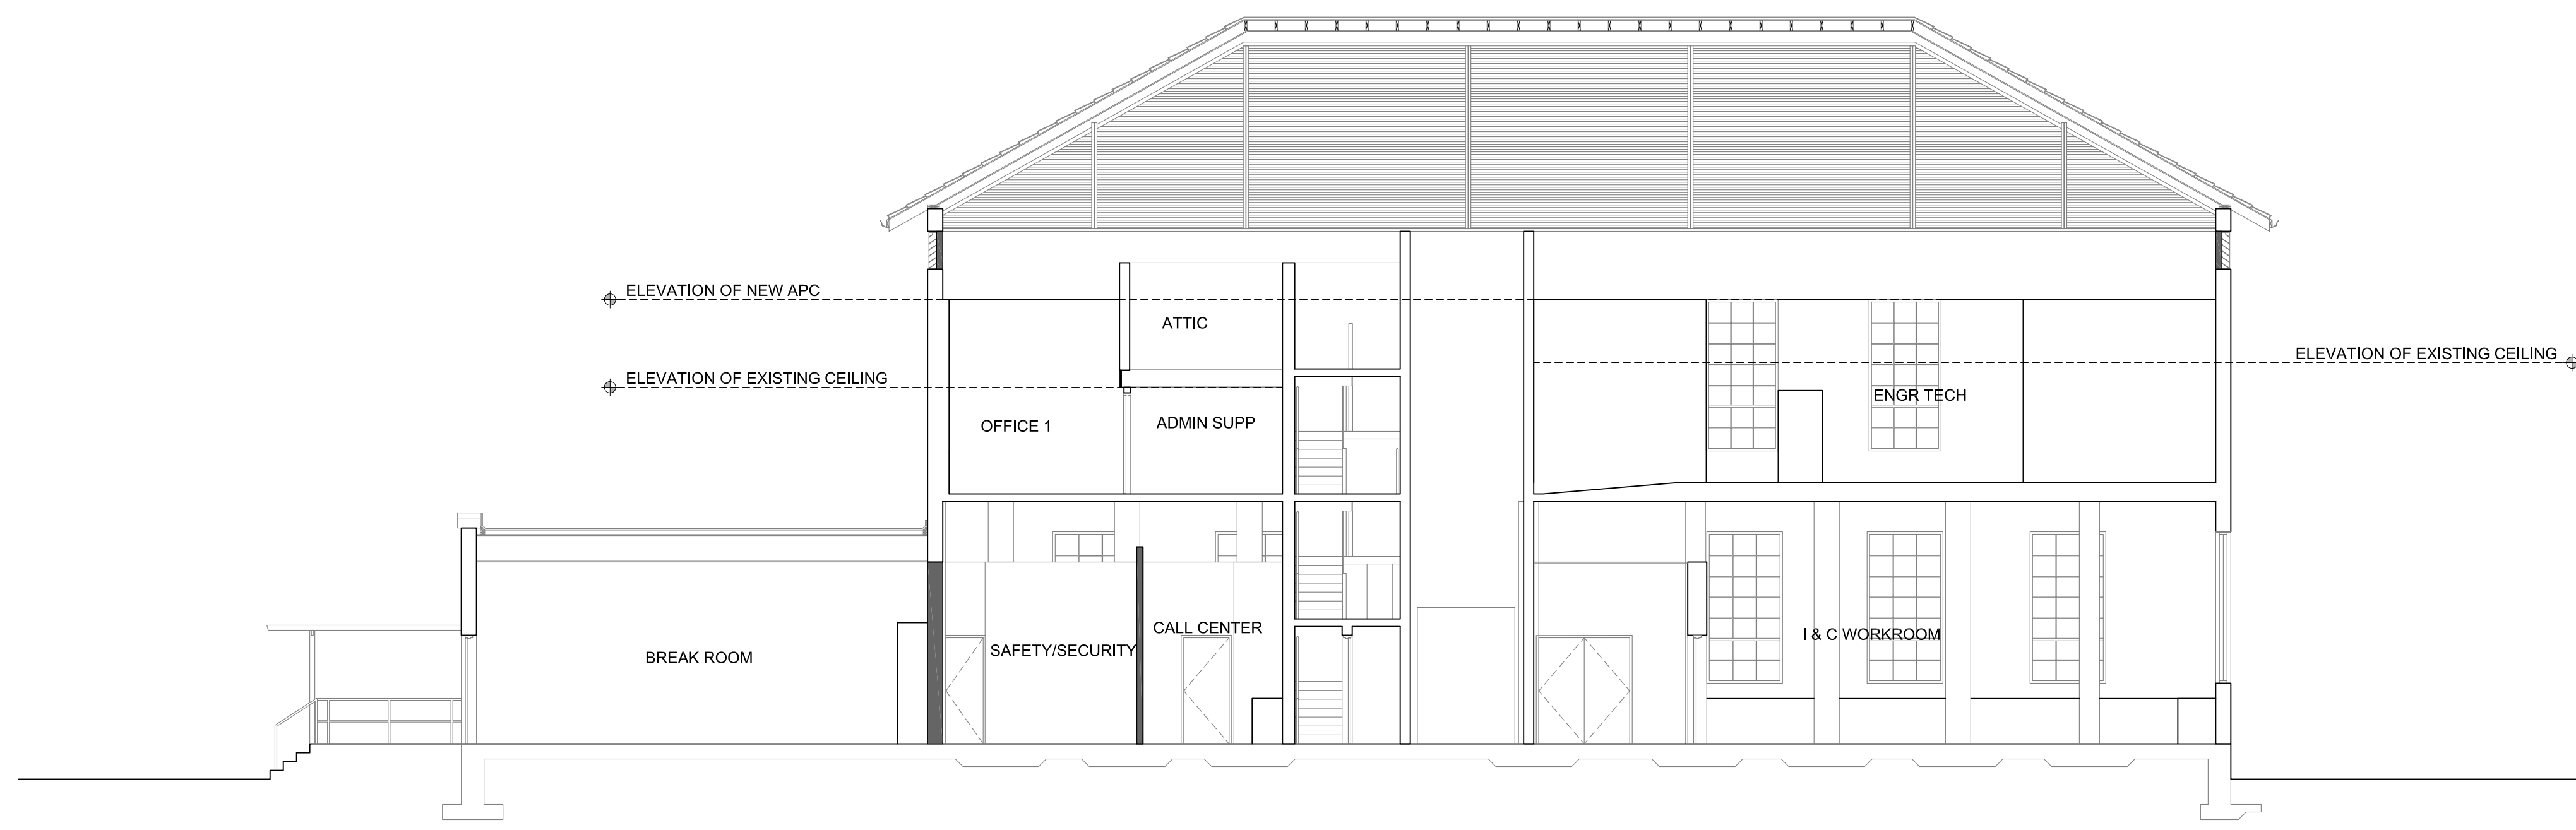 ELEVATION OF NEW APC
ATTIC
ELEVATION OF EXISTING CEILING
ELEVATION OF EXISTING CEILING
ENGR TECH
OFFICE 1
ADMIN SUPP
CALL CENTER
I & C WORKROOM
SAFETY/SECURITY
BREAK ROOM